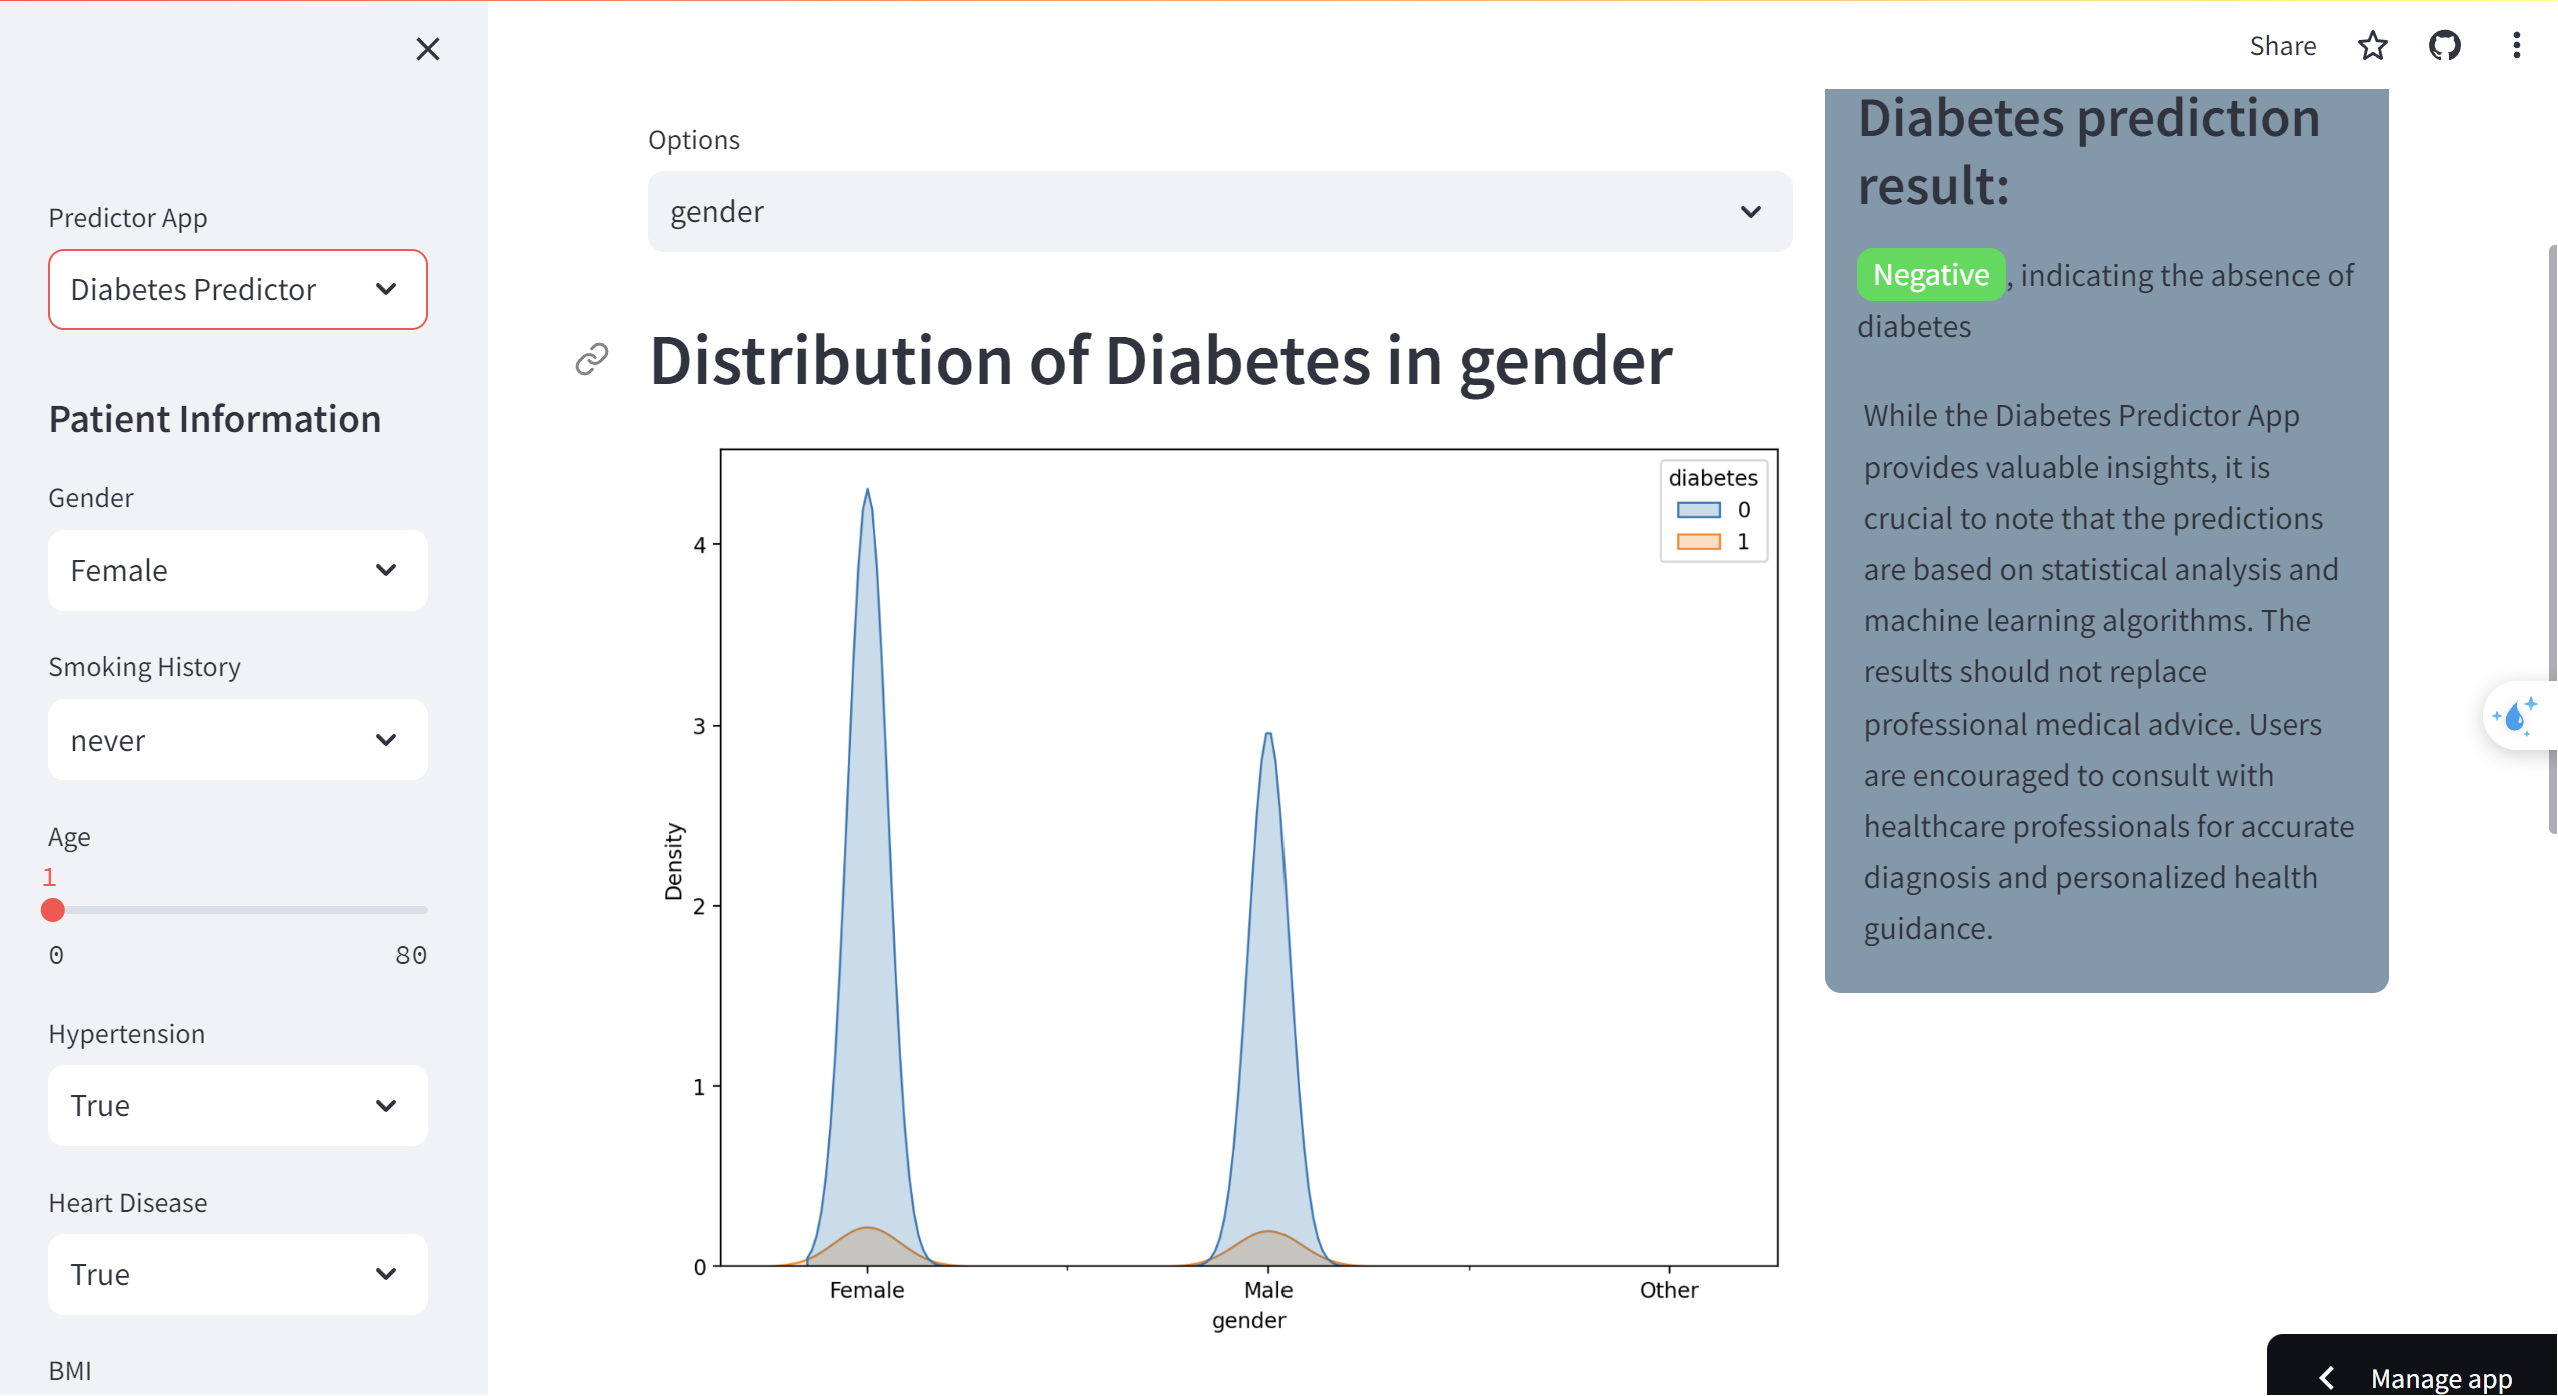 Share
Predictor App
Diabetes Predictor
Patient Information
Gender
Female
Smoking History
never
Age
1
0 80
Hypertension
True
Heart Disease
True
BMI
Options
gender
Distribution of Diabetes in gender
diabetes
0
1
4
3
2
1
0
Density
Female Male Other
gender
Diabetes prediction
result:
Negative , indicating the absence of
diabetes
While the Diabetes Predictor App
provides valuable insights, it is
crucial to note that the predictions
are based on statistical analysis and
machine learning algorithms. The
results should not replace
professional medical advice. Users
are encouraged to consult with
healthcare professionals for accurate
diagnosis and personalized health
guidance.
Manage app